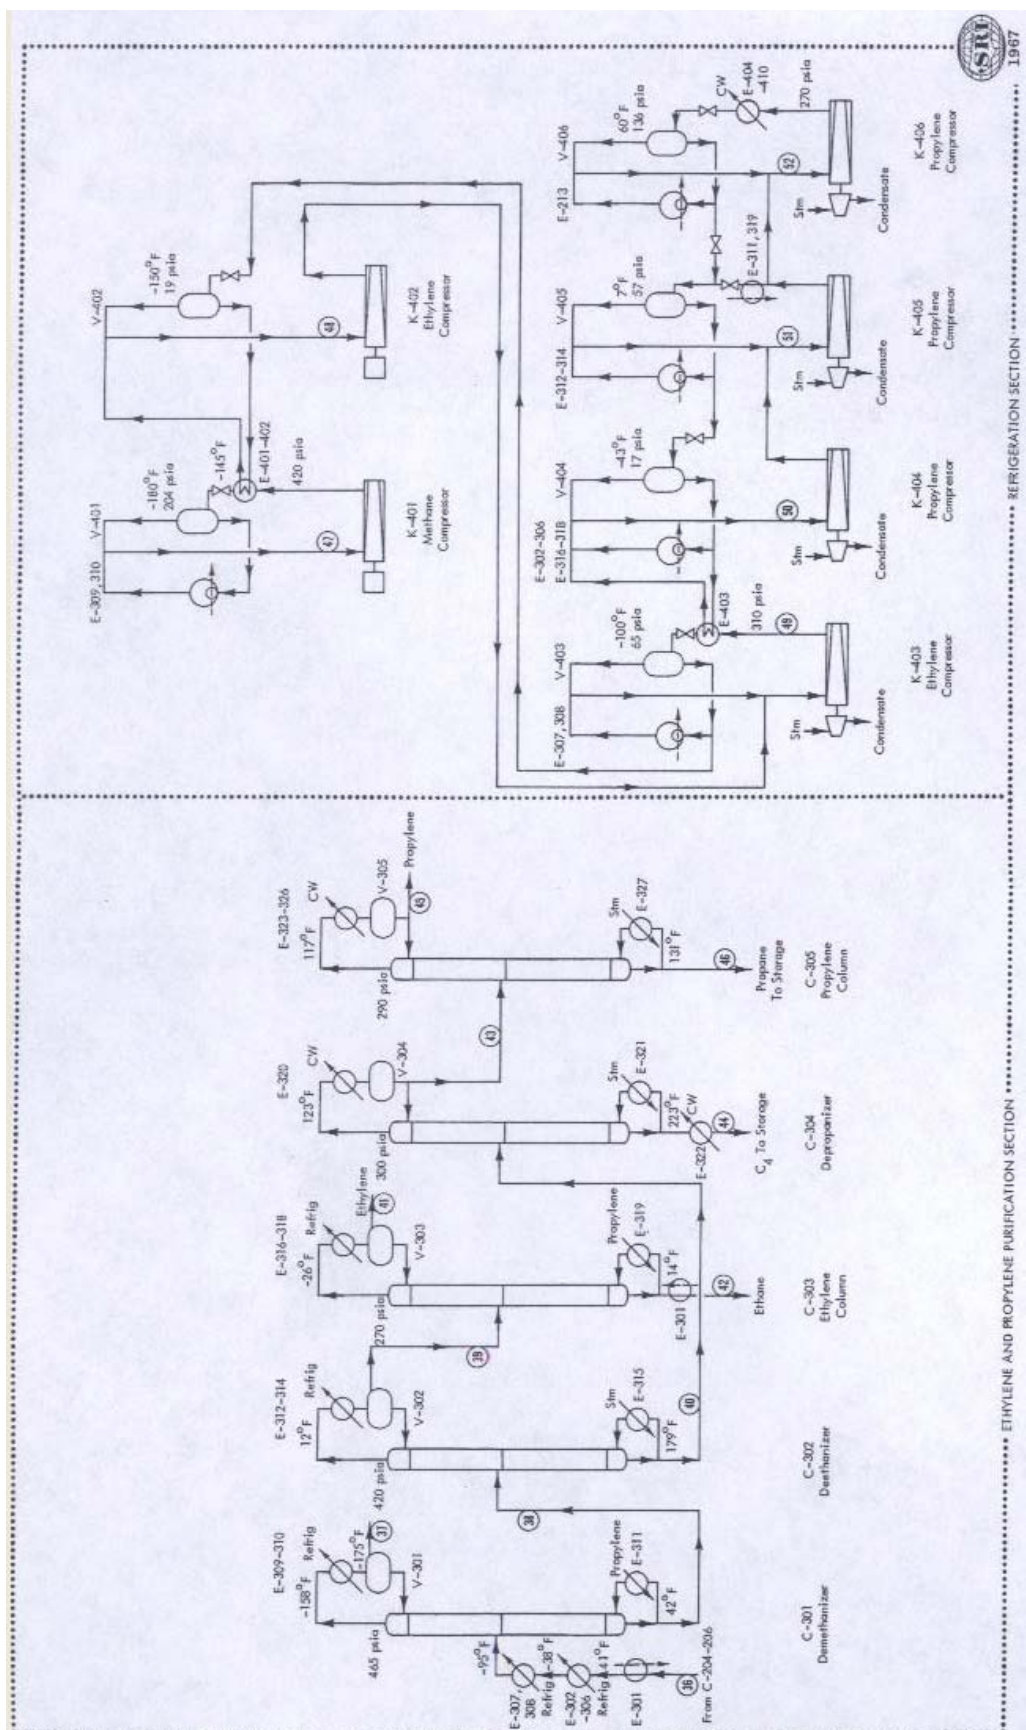 SRI
1967
E-309, 310
V-401
-180°F
204 psia
-145°F
E-401-402
420 psia
47
K-401
Methane
Compressor
V-402
-150°F
19 psia
48
K-402
Ethylene
Compressor
E-307, 308
V-403
-100°F
65 psia
E-403
310 psia
49
Stm
Condensate
K-403
Ethylene
Compressor
E-302-306
E-316-318
V-404
-43°F
17 psia
50
Stm
Condensate
K-404
Propylene
Compressor
E-312-314
V-405
7°F
57 psia
E-311, 319
51
Stm
Condensate
K-405
Propylene
Compressor
E-213
V-406
60°F
136 psia
CW
E-404
-410
270 psia
52
Stm
Condensate
K-406
Propylene
Compressor
REFRIGERATION SECTION
E-309-310
-158°F
Refrig
-175°F
37
V-301
465 psia
-95°F
E-307,
308
Refrig
-38°F
E-302
-306
Refrig
41°F
E-301
36
From C-204-206
Propylene
E-311
42°F
C-301
Demethanizer
38
E-312-314
12°F
Refrig
V-302
420 psia
Stm
E-315
179°F
40
C-302
Deethanizer
39
E-316-318
-26°F
Refrig
Ethylene
41
V-303
270 psia
Propylene
E-319
14°F
E-301
42
Ethane
C-303
Ethylene
Column
E-320
123°F
CW
V-304
300 psia
Stm
E-321
223°F
CW
E-322
44
C4 To Storage
C-304
Depropanizer
43
E-323-326
117°F
CW
V-305
Propylene
45
290 psia
Stm
E-327
131°F
46
Propane
To Storage
C-305
Propylene
Column
ETHYLENE AND PROPYLENE PURIFICATION SECTION